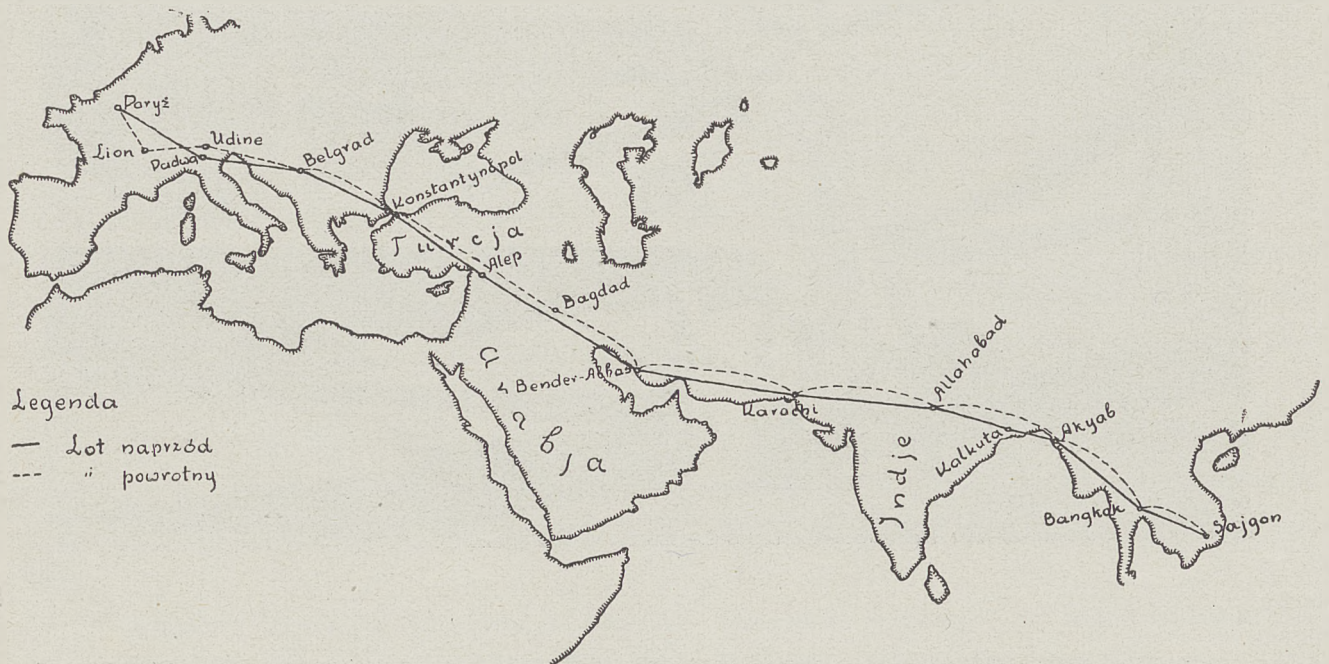 Paryż
Lion
Udine
Padwa
Belgrad
Konstantynopol
Turcja
Alep
Bagdad
Bender-Abbas
Arabja
Karachi
Allahabad
Indje
Kalkuta
Akyab
Bangkok
Sajgon
Legenda
— Lot naprzód
--- " powrotny